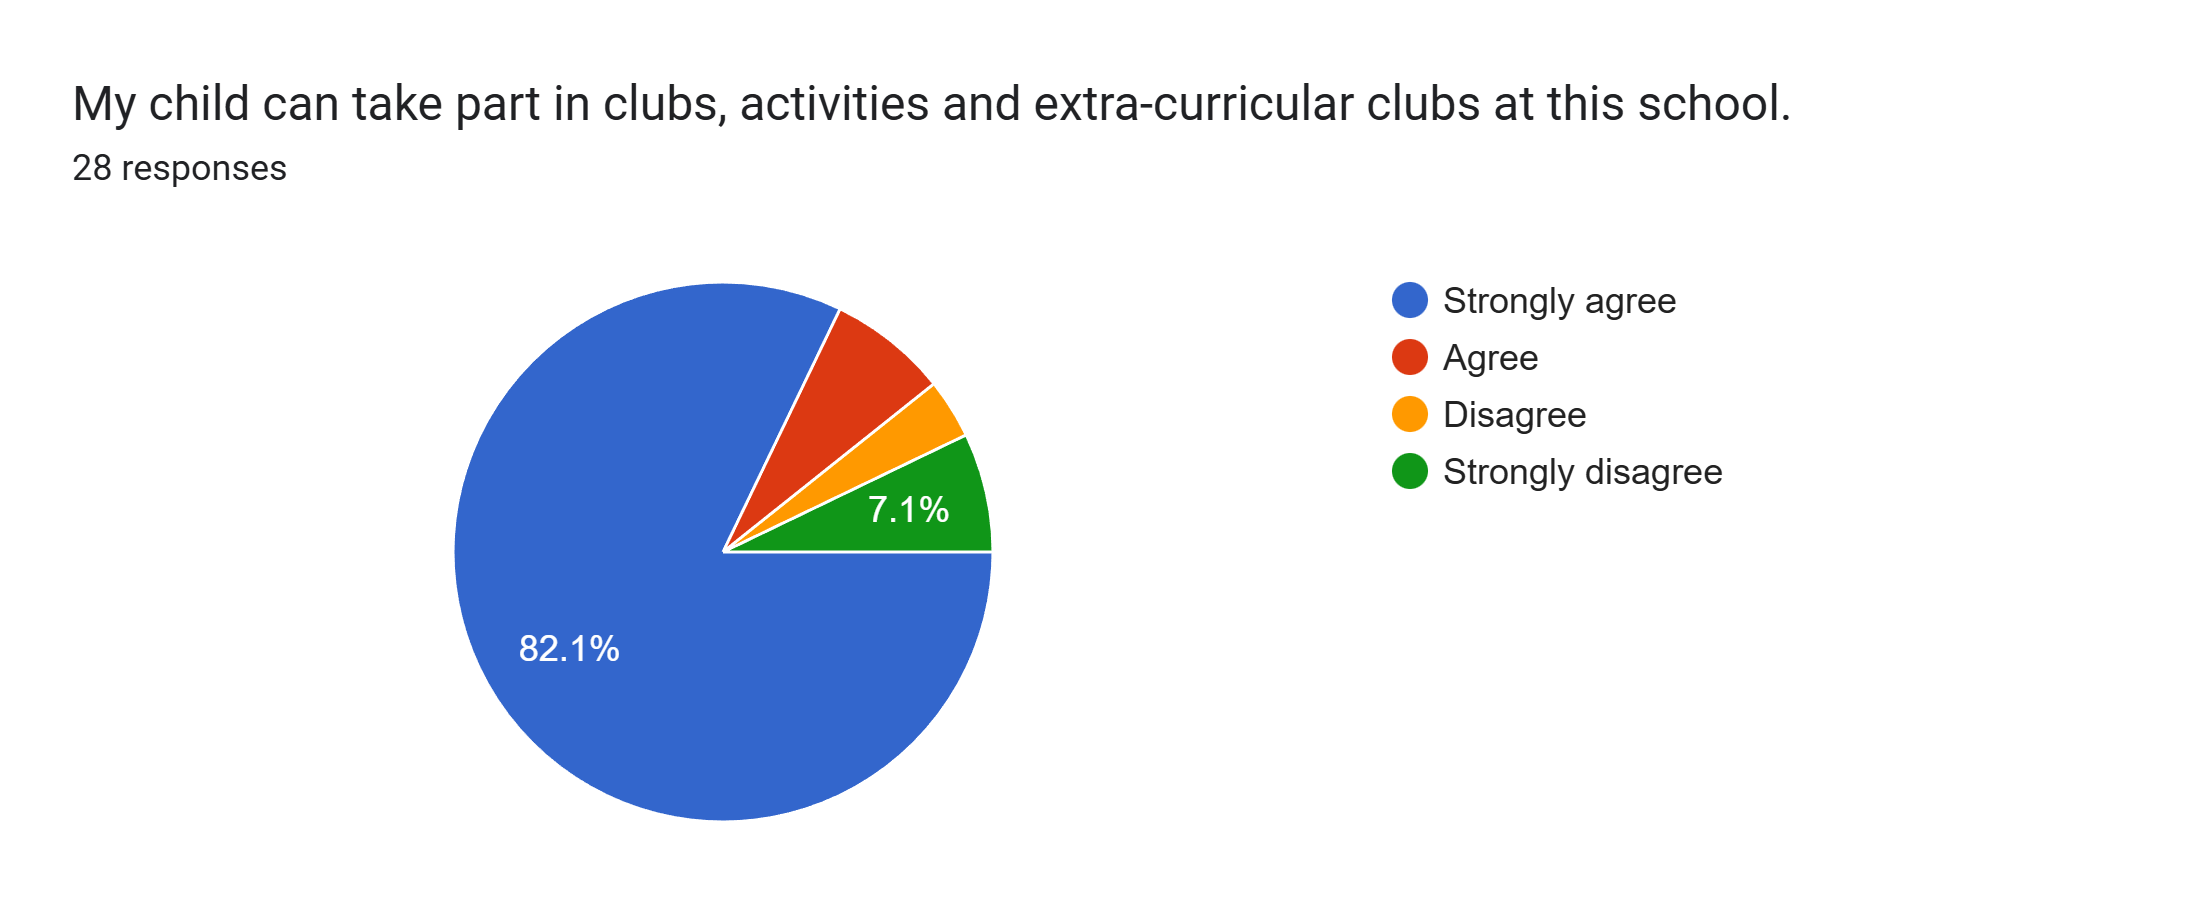 My child can take part in clubs, activities and extra-curricular clubs at this school.
28 responses
Strongly agree
Agree
Disagree
Strongly disagree
7.1%
82.1%